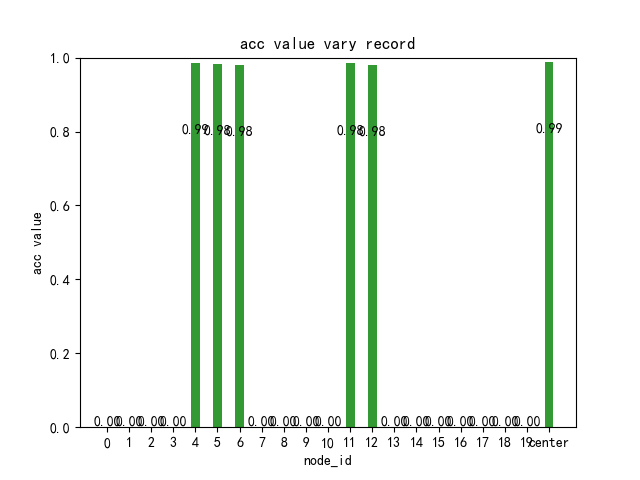 acc value vary record
acc value
1.0
0.8
0.6
0.4
0.2
0.0
0.99 0.98 0.98 0.98 0.98 0.99
0.00 0.00 0.00 0.00 0.00 0.00 0.00 0.00 0.00 0.00 0.00 0.00 0.00 0.00 0.00
0 1 2 3 4 5 6 7 8 9 10 11 12 13 14 15 16 17 18 19 center
node_id